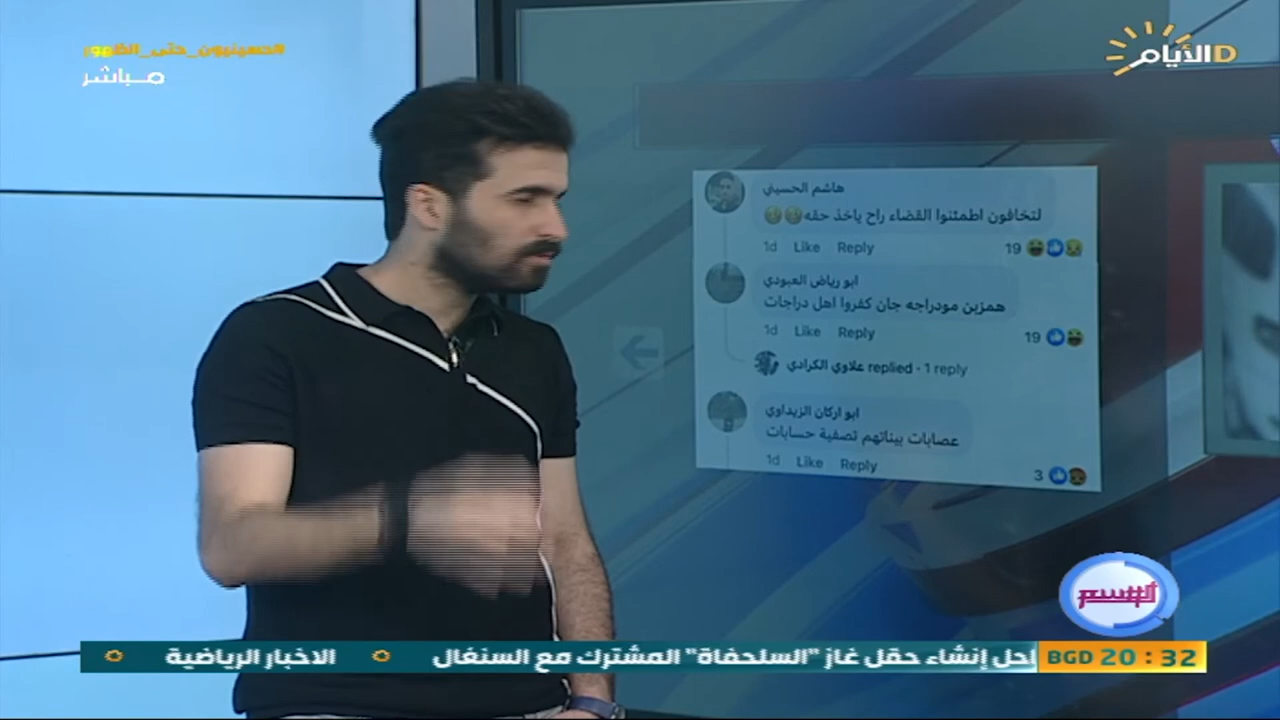 #حسينيون_حتى_الظهور
مباشر
الأيام
هاشم الحسيني
لتخافون اطمئنوا القضاء راح ياخذ حقه🤔🤔
1d Like Reply 19
ابو رياض العبودي
همزين مودراجه جان كفروا اهل دراجات
1d Like Reply 19
علاوي الكرادي replied · 1 reply
ابو اركان الزيداوي
عصابات بيناتهم تصفية حسابات
1d Like Reply 3
BGD 20:32
احل إنشاء حقل غاز "السلحفاة" المشترك مع السنغال
الاخبار الرياضية